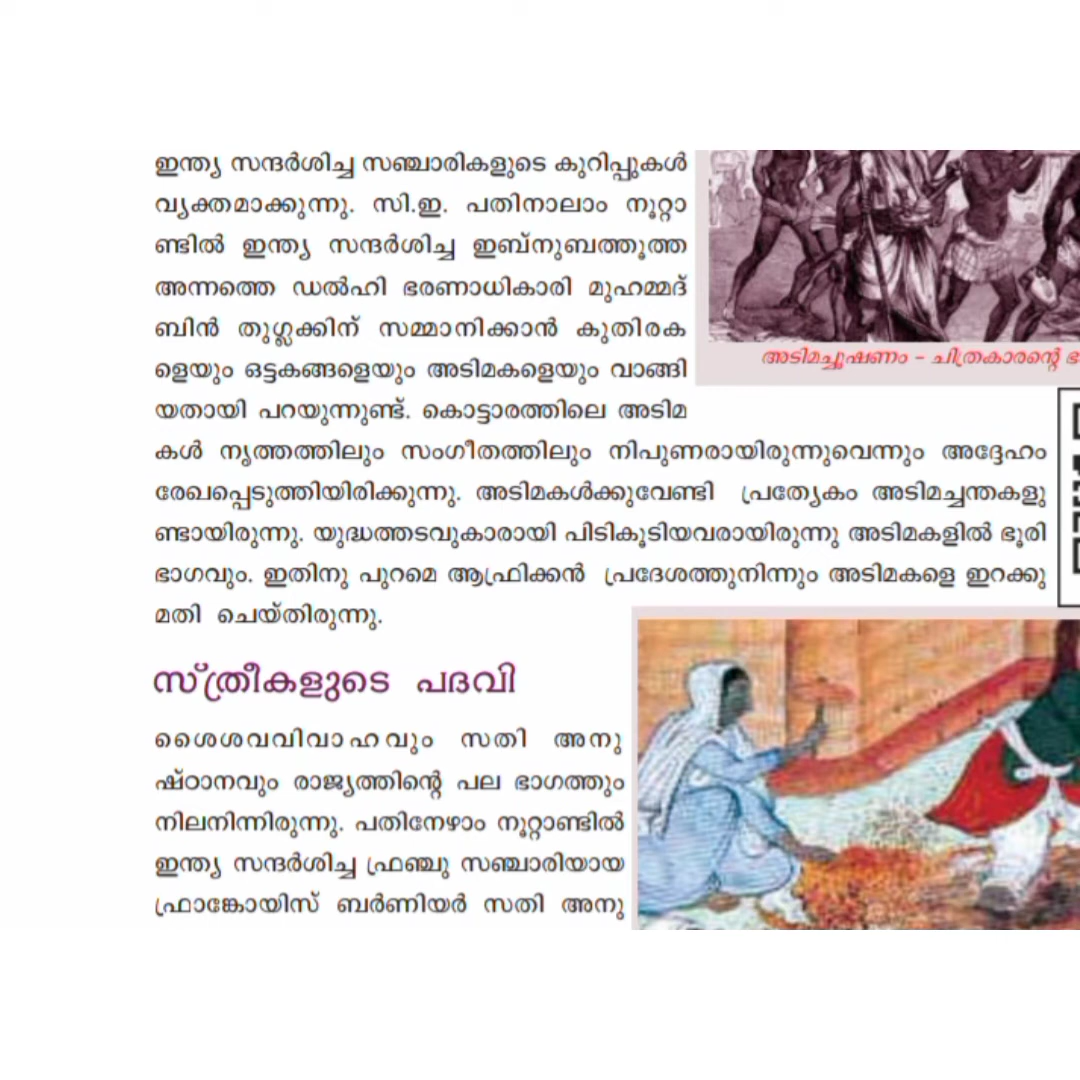 ഇന്ത്യ സന്ദർശിച്ച സഞ്ചാരികളുടെ കുറിപ്പുകൾ
വ്യക്തമാക്കുന്നു. സി.ഇ. പതിനാലാം നൂറ്റാ
ണ്ടിൽ ഇന്ത്യ സന്ദർശിച്ച ഇബ്നുബത്തൂത്ത
അന്നത്തെ ഡൽഹി ഭരണാധികാരി മുഹമ്മദ്
ബിൻ തുഗ്ലക്കിന് സമ്മാനിക്കാൻ കുതിരക
ളെയും ഒട്ടകങ്ങളെയും അടിമകളെയും വാങ്ങി
യതായി പറയുന്നുണ്ട്. കൊട്ടാരത്തിലെ അടിമ
കൾ നൃത്തത്തിലും സംഗീതത്തിലും നിപുണരായിരുന്നുവെന്നും അദ്ദേഹം
രേഖപ്പെടുത്തിയിരിക്കുന്നു. അടിമകൾക്കുവേണ്ടി പ്രത്യേകം അടിമച്ചന്തകളു
ണ്ടായിരുന്നു. യുദ്ധത്തടവുകാരായി പിടികൂടിയവരായിരുന്നു അടിമകളിൽ ഭൂരി
ഭാഗവും. ഇതിനു പുറമെ ആഫ്രിക്കൻ പ്രദേശത്തുനിന്നും അടിമകളെ ഇറക്കു
മതി ചെയ്തിരുന്നു.
അടിമച്ചൂഷണം - ചിത്രകാരന്റെ ഭ
സ്ത്രീകളുടെ പദവി
ശൈശവവിവാഹവും സതി അനു
ഷ്ഠാനവും രാജ്യത്തിന്റെ പല ഭാഗത്തും
നിലനിന്നിരുന്നു. പതിനേഴാം നൂറ്റാണ്ടിൽ
ഇന്ത്യ സന്ദർശിച്ച ഫ്രഞ്ചു സഞ്ചാരിയായ
ഫ്രാങ്കോയിസ് ബർണിയർ സതി അനു